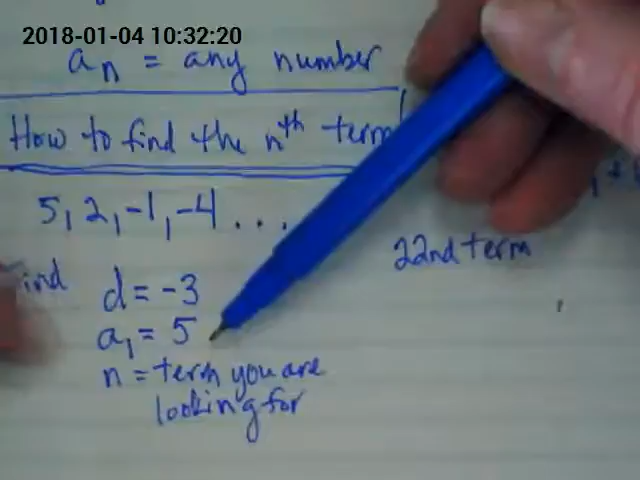 2018-01-04 10:32:20
an = any number
How to find the nth term
5, 2, -1, -4 ...
22nd term
ind
d = -3
a1 = 5
n = term you are
looking for